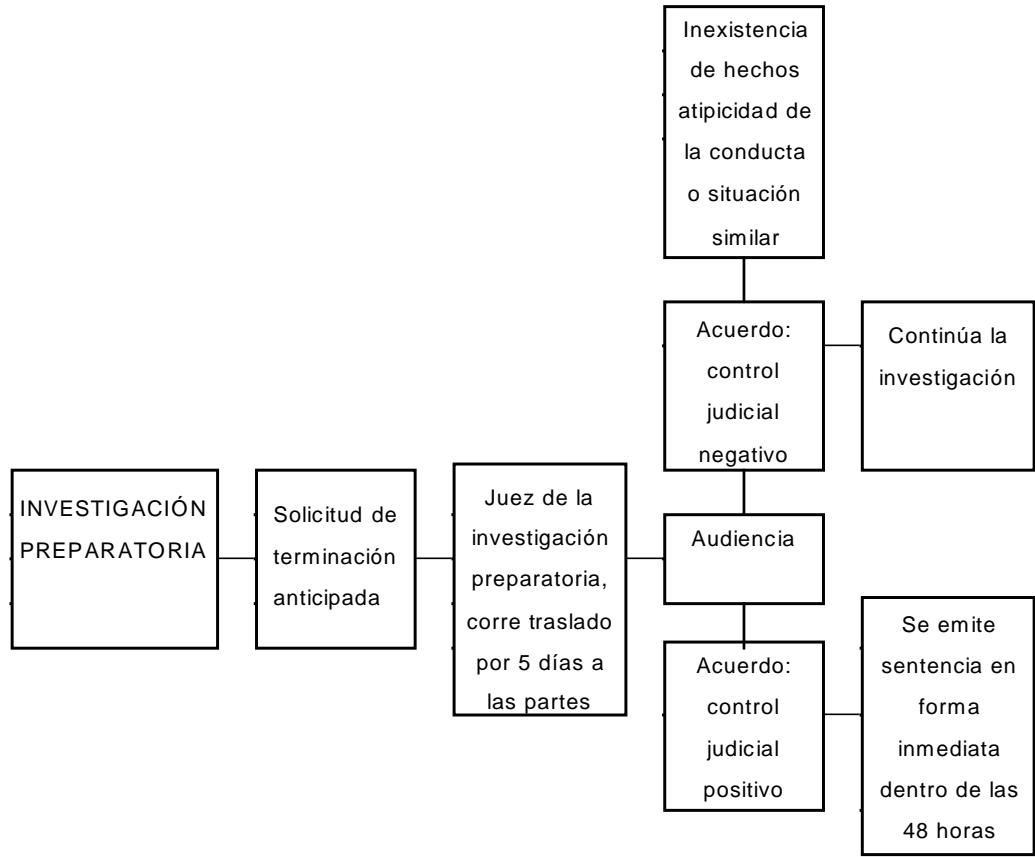 Inexistencia
de hechos
atipicidad de
la conducta
o situación
similar
Acuerdo:
control
judicial
negativo
Continúa la
investigación
INVESTIGACIÓN
PREPARATORIA
Solicitud de
terminación
anticipada
Juez de la
investigación
preparatoria,
corre traslado
por 5 días a
las partes
Audiencia
Acuerdo:
control
judicial
positivo
Se emite
sentencia en
forma
inmediata
dentro de las
48 horas